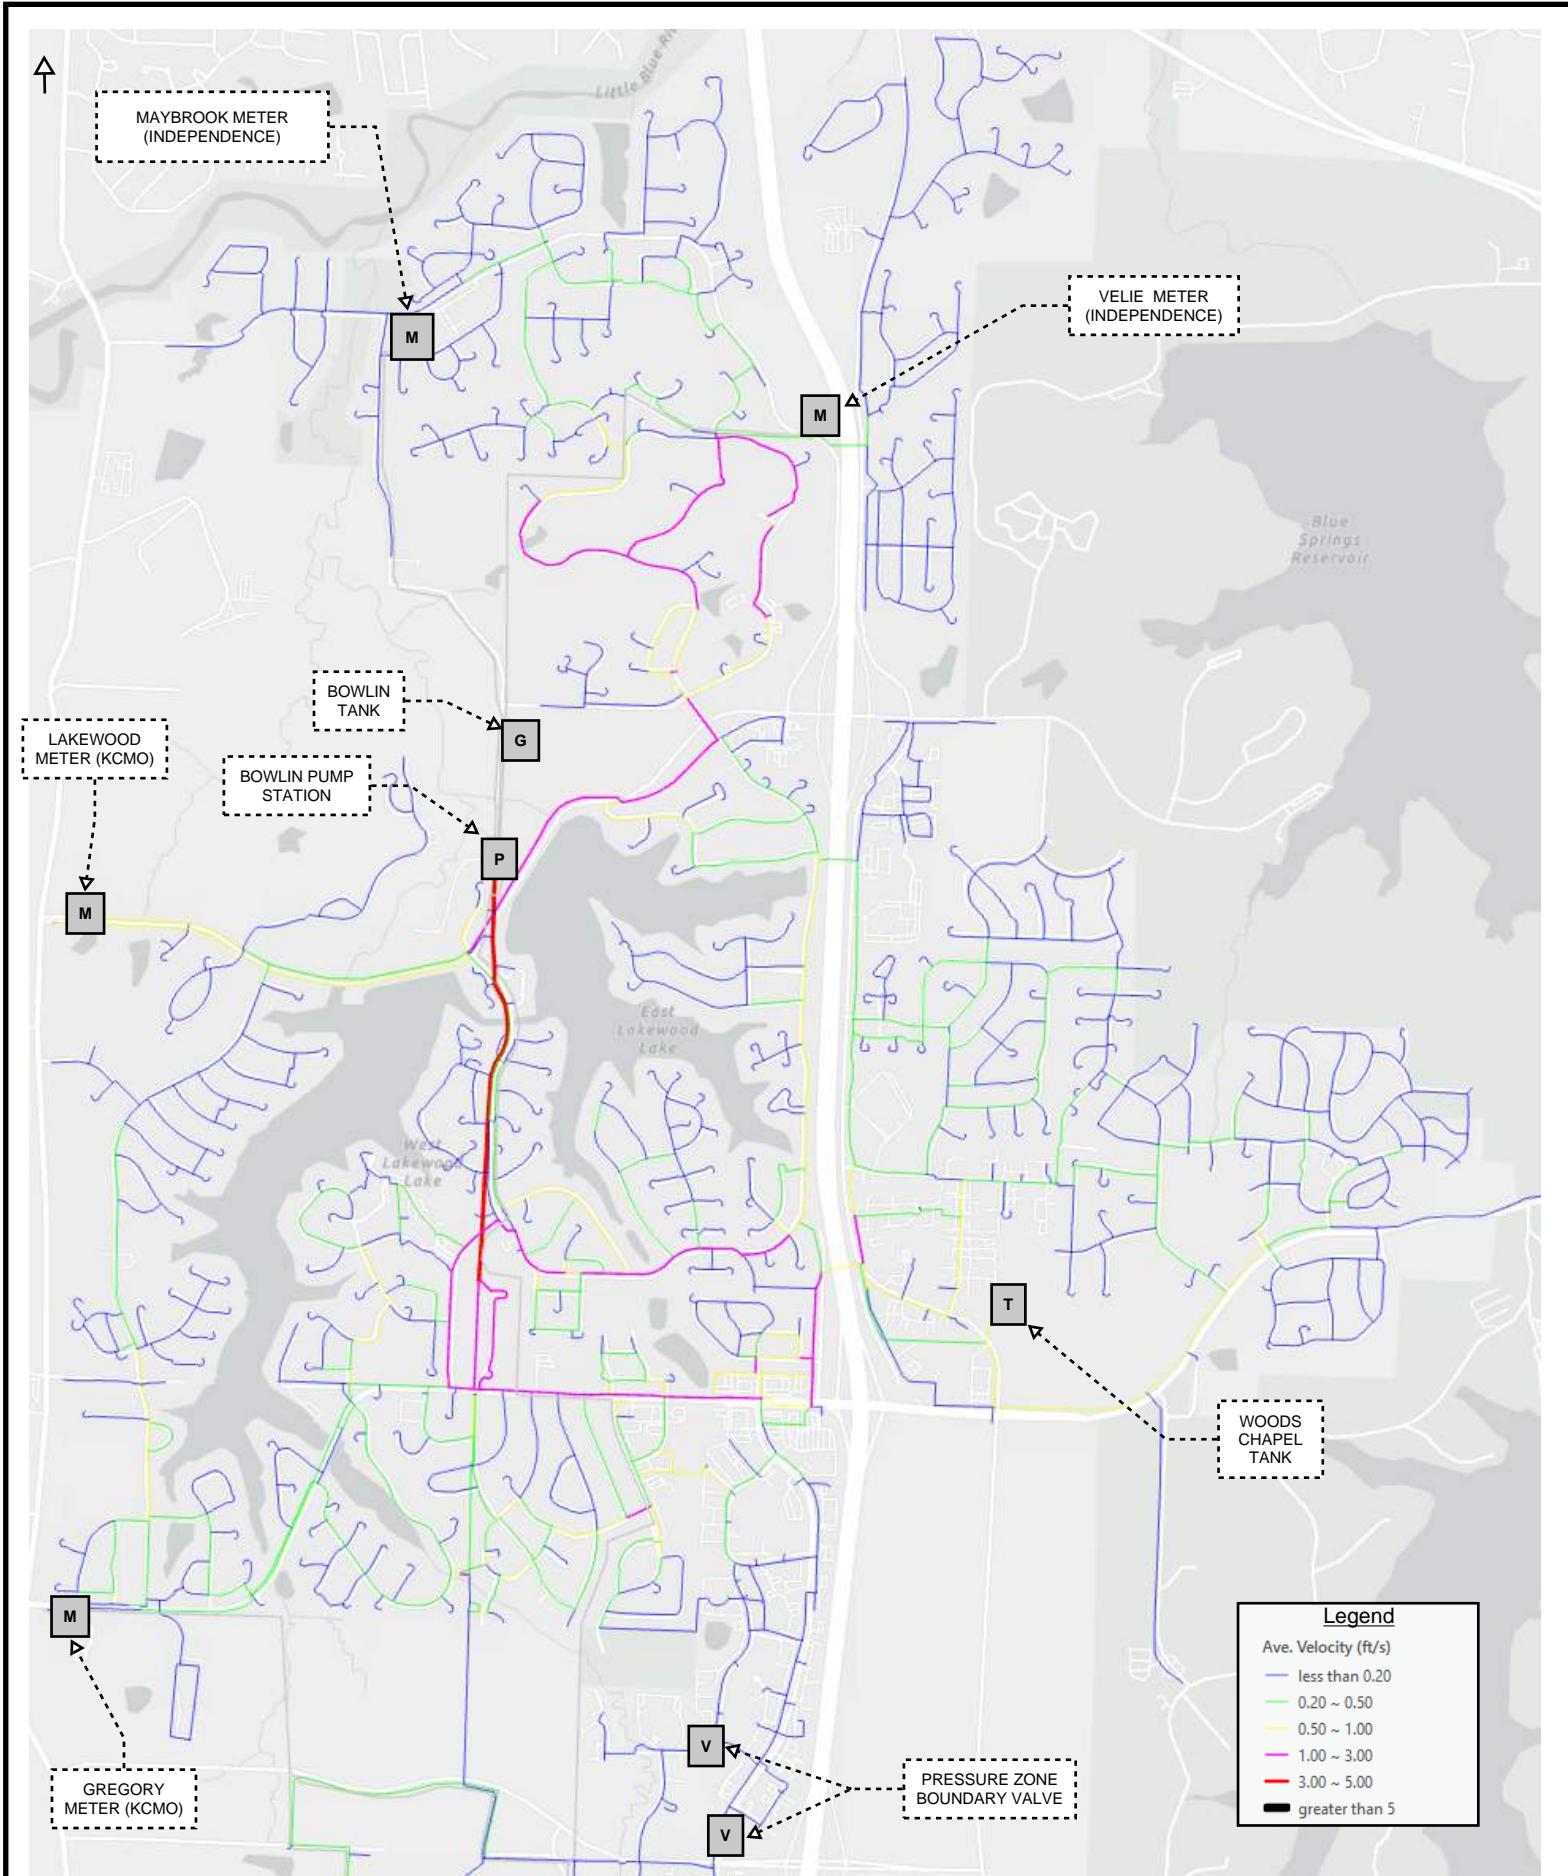 Little Blue Riv
MAYBROOK METER
(INDEPENDENCE)
M
VELIE METER
(INDEPENDENCE)
M
Blue
Springs
Reservoir
BOWLIN
TANK
G
LAKEWOOD
METER (KCMO)
BOWLIN PUMP
STATION
P
M
East
Lakewood
Lake
West
Lakewood
Lake
T
WOODS
CHAPEL
TANK
M
GREGORY
METER (KCMO)
V
PRESSURE ZONE
BOUNDARY VALVE
V
Legend
Ave. Velocity (ft/s)
less than 0.20
0.20 ~ 0.50
0.50 ~ 1.00
1.00 ~ 3.00
3.00 ~ 5.00
greater than 5